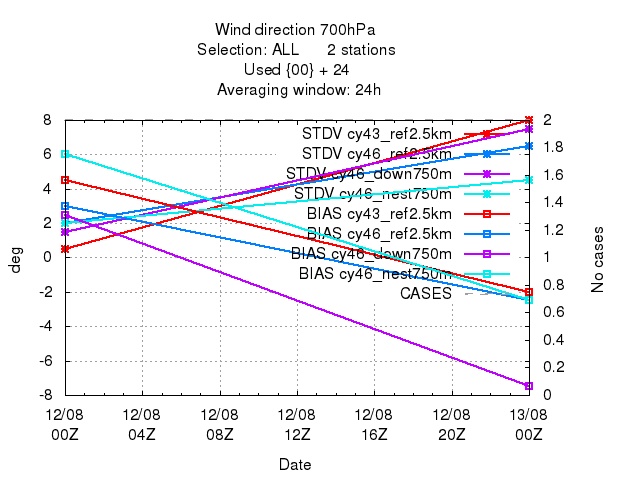 Wind direction 700hPa
Selection: ALL 2 stations
Used {00} + 24
Averaging window: 24h
8 2
STDV cy43_ref2.5km
6 1.8
STDV cy46_ref2.5km
STDV cy46_down750m
1.6
4
STDV cy46_nest750m
1.4
BIAS cy43_ref2.5km
2 1.2
BIAS cy46_ref2.5km
BIAS cy46_down750m
0 1
BIAS cy46_nest750m
0.8
-2
CASES
0.6
-4
0.4
-6 0.2
-8 0
deg
No cases
12/08 12/08 12/08 12/08 12/08 12/08 13/08
00Z 04Z 08Z 12Z 16Z 20Z 00Z
Date